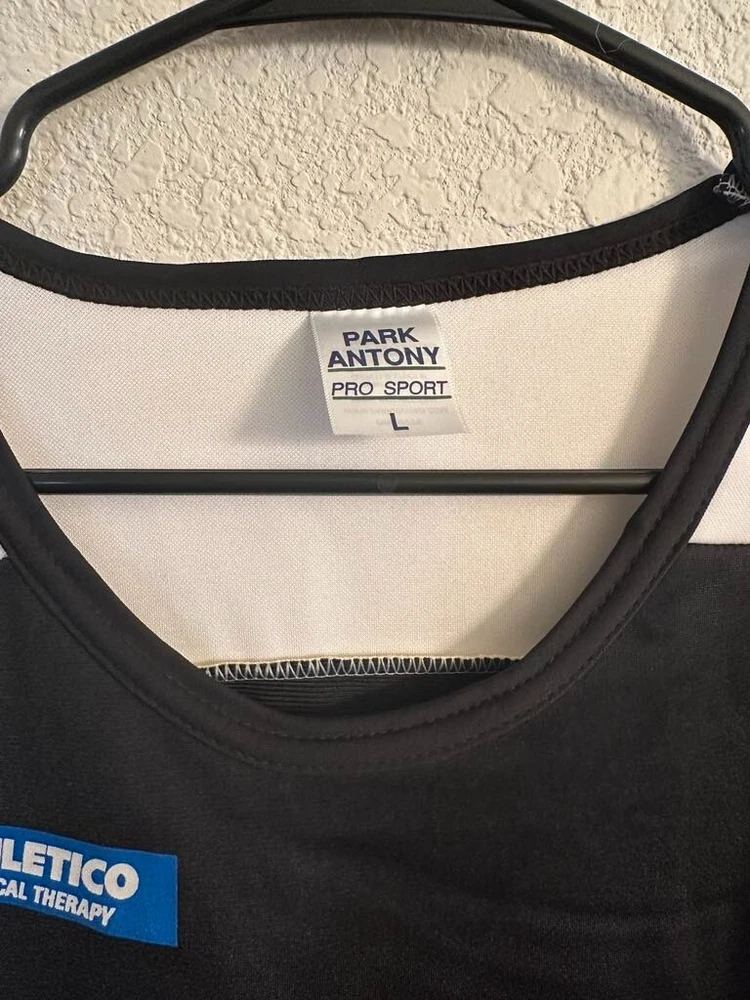 PARK
ANTONY
PRO SPORT
L
LETICO
CAL THERAPY